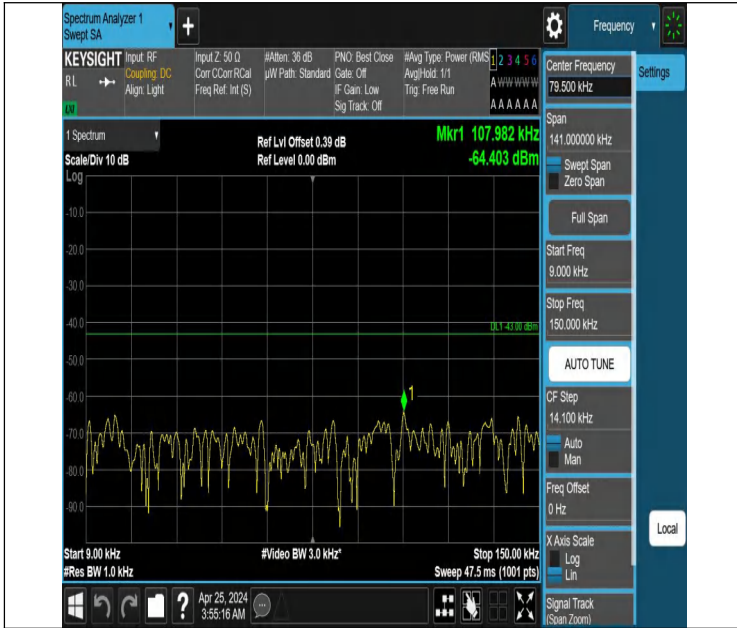 Spectrum Analyzer 1
Swept SA
+
Frequency
KEYSIGHT
RL
Input: RF
Coupling: DC
Align: Light
Input Z: 50 Ω
Corr CCorr RCal
Freq Ref: Int (S)
#Atten: 36 dB
µW Path: Standard
PNO: Best Close
Gate: Off
IF Gain: Low
Sig Track: Off
#Avg Type: Power (RMS
Avg|Hold: 1/1
Trig: Free Run
1 2 3 4 5 6
A W W W W W
A A A A A A
1 Spectrum
Scale/Div 10 dB
Log
Ref Lvl Offset 0.39 dB
Ref Level 0.00 dBm
Mkr1 107.982 kHz
-64.403 dBm
-10.0
-20.0
-30.0
-40.0
-50.0
-60.0
-70.0
-80.0
-90.0
DL1 -43.00 dBm
1
Start 9.00 kHz
#Res BW 1.0 kHz
#Video BW 3.0 kHz*
Stop 150.00 kHz
Sweep 47.5 ms (1001 pts)
?
Apr 25, 2024
3:55:16 AM
Center Frequency
79.500 kHz
Span
141.000000 kHz
Swept Span
Zero Span
Full Span
Start Freq
9.000 kHz
Stop Freq
150.000 kHz
AUTO TUNE
CF Step
14.100 kHz
Auto
Man
Freq Offset
0 Hz
X Axis Scale
Log
Lin
Signal Track
(Span Zoom)
Settings
Local